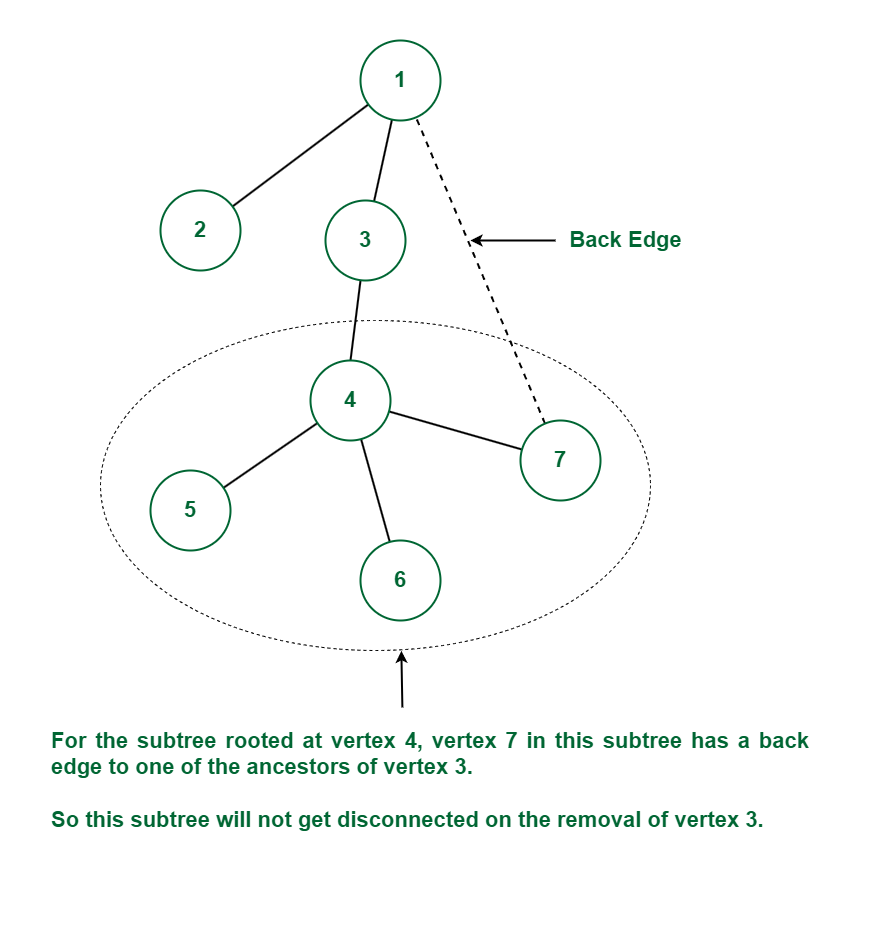 1
2
3
Back Edge
4
7
5
6
For the subtree rooted at vertex 4, vertex 7 in this subtree has a back
edge to one of the ancestors of vertex 3.
So this subtree will not get disconnected on the removal of vertex 3.